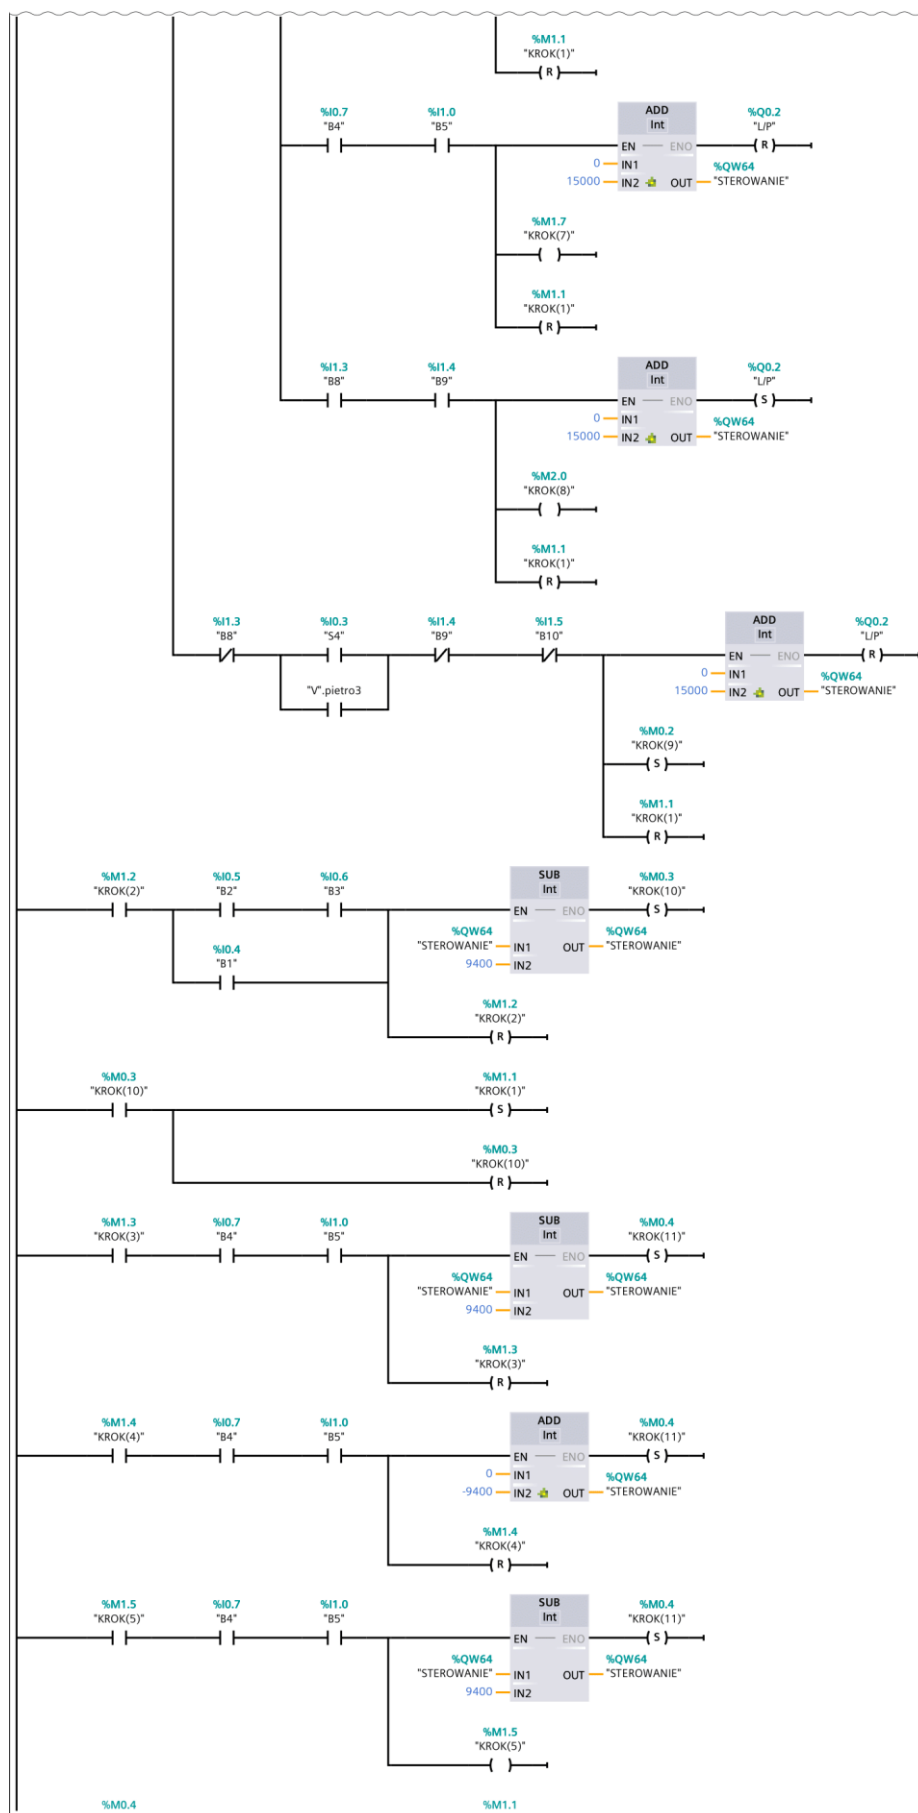 %M1.1
"KROK(1)"
R
%I0.7 %I1.0 ADD %Q0.2
"B4" "B5" Int "L/P"
EN ENO R
0 IN1 %QW64
15000 IN2 OUT "STEROWANIE"
%M1.7
"KROK(7)"
%M1.1
"KROK(1)"
R
%I1.3 %I1.4 ADD %Q0.2
"B8" "B9" Int "L/P"
EN ENO S
0 IN1 %QW64
15000 IN2 OUT "STEROWANIE"
%M2.0
"KROK(8)"
%M1.1
"KROK(1)"
R
%I1.3 %I0.3 %I1.4 %I1.5 ADD %Q0.2
"B8" "S4" "B9" "B10" Int "L/P"
EN ENO R
0 IN1 %QW64
15000 IN2 OUT "STEROWANIE"
"V".pietro3
%M0.2
"KROK(9)"
S
%M1.1
"KROK(1)"
R
%M1.2 %I0.5 %I0.6 SUB %M0.3
"KROK(2)" "B2" "B3" Int "KROK(10)"
EN ENO S
%QW64 %QW64
"STEROWANIE" IN1 OUT "STEROWANIE"
9400 IN2
%I0.4
"B1"
%M1.2
"KROK(2)"
R
%M0.3 %M1.1
"KROK(10)" "KROK(1)"
S
%M0.3
"KROK(10)"
R
%M1.3 %I0.7 %I1.0 SUB %M0.4
"KROK(3)" "B4" "B5" Int "KROK(11)"
EN ENO S
%QW64 %QW64
"STEROWANIE" IN1 OUT "STEROWANIE"
9400 IN2
%M1.3
"KROK(3)"
R
%M1.4 %I0.7 %I1.0 ADD %M0.4
"KROK(4)" "B4" "B5" Int "KROK(11)"
EN ENO S
0 IN1 %QW64
-9400 IN2 OUT "STEROWANIE"
%M1.4
"KROK(4)"
R
%M1.5 %I0.7 %I1.0 SUB %M0.4
"KROK(5)" "B4" "B5" Int "KROK(11)"
EN ENO S
%QW64 %QW64
"STEROWANIE" IN1 OUT "STEROWANIE"
9400 IN2
%M1.5
"KROK(5)"
%M0.4 %M1.1